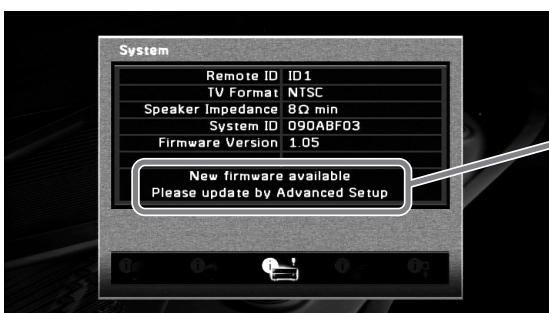 System
Remote ID ID1
TV Format NTSC
Speaker Impedance 8Ω min
System ID 090ABF03
Firmware Version 1.05
New firmware available
Please update by Advanced Setup